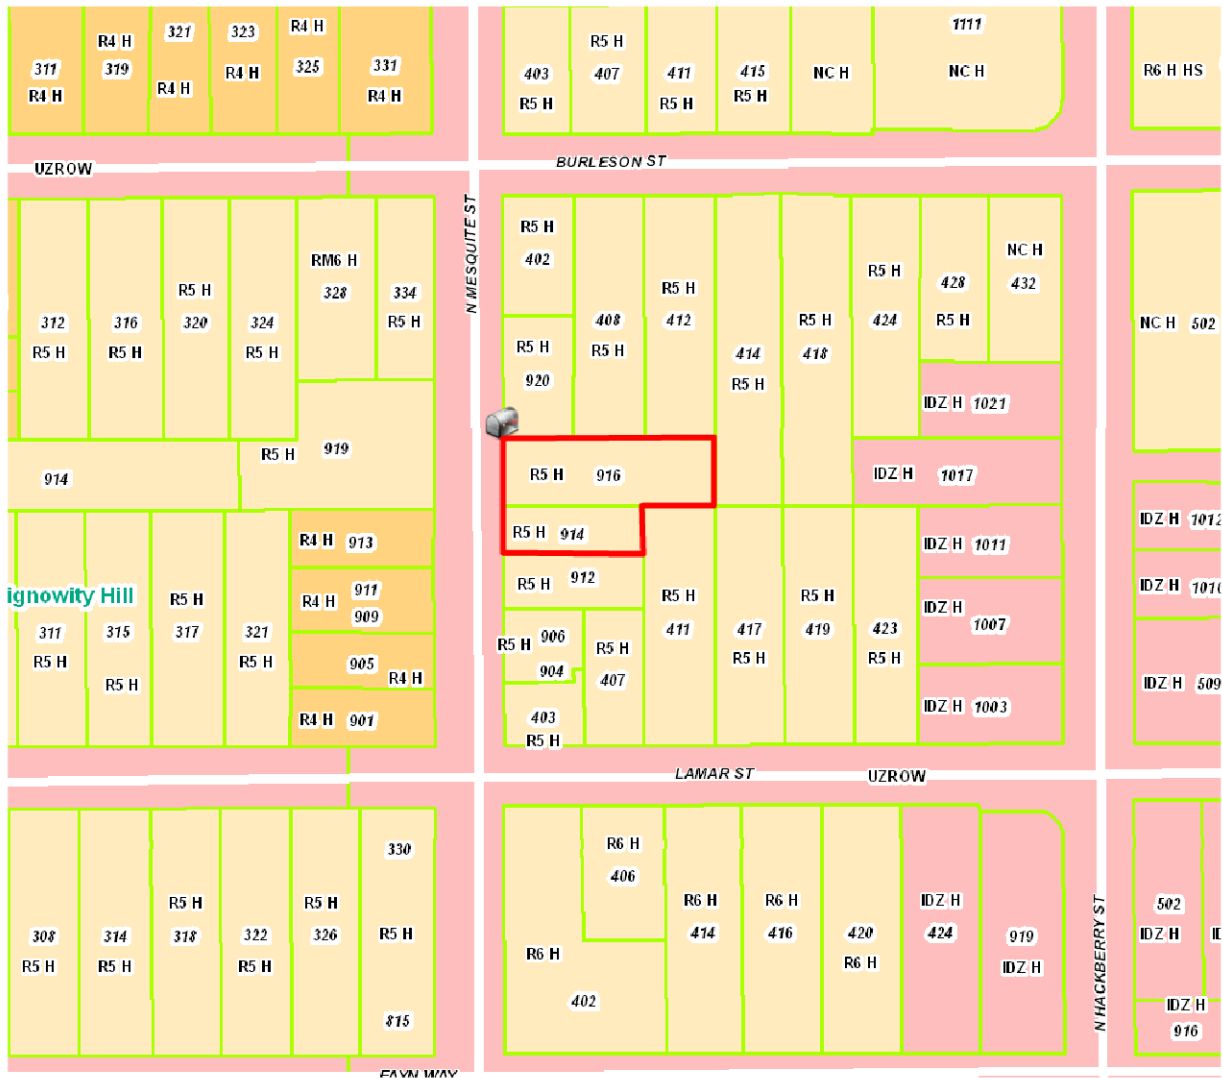 321
323
R4 H
1111
R4 H
R5 H
311
319
325
331
403
407
411
415
NC H
NC H
R6 H HS
R4 H
R4 H
R4 H
R4 H
R5 H
R5 H
R5 H
UZROW
BURLESON ST
N MESQUITE ST
R5 H
402
NC H
432
RM6 H
328
R5 H
320
334
R5 H
312
R5 H
316
R5 H
324
R5 H
R5 H
412
408
R5 H
R5 H
424
428
R5 H
R5 H
418
414
R5 H
NC H 502
R5 H
920
IDZ H 1021
R5 H 919
914
R5 H 916
IDZ H 1017
R5 H 914
R4 H 913
IDZ H 1011
IDZ H 1012
R5 H 912
IDZ H 1010
ignowity Hill
R4 H 911
909
R5 H
317
311
R5 H
315
R5 H
321
R5 H
905
R4 H
R4 H 901
R5 H 906
904
R5 H
407
403
R5 H
R5 H
411
417
R5 H
R5 H
419
423
R5 H
IDZ H
1007
IDZ H 1003
IDZ H 509
LAMAR ST
UZROW
330
R5 H
815
308
R5 H
314
R5 H
R5 H
318
322
R5 H
R5 H
326
R6 H
406
R6 H
402
R6 H
414
R6 H
416
420
R6 H
IDZ H
424
919
IDZ H
N HACKBERRY ST
502
IDZ H
IDZ H
916